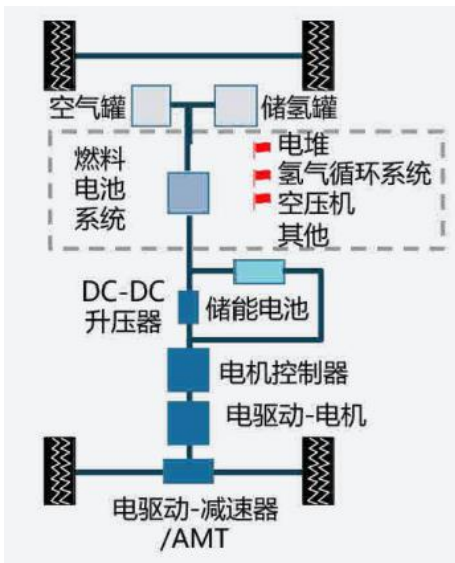 空气罐
储氢罐
燃料
电池
系统
电堆
氢气循环系统
空压机
其他
DC-DC
升压器
储能电池
电机控制器
电驱动-电机
电驱动-减速器
/AMT